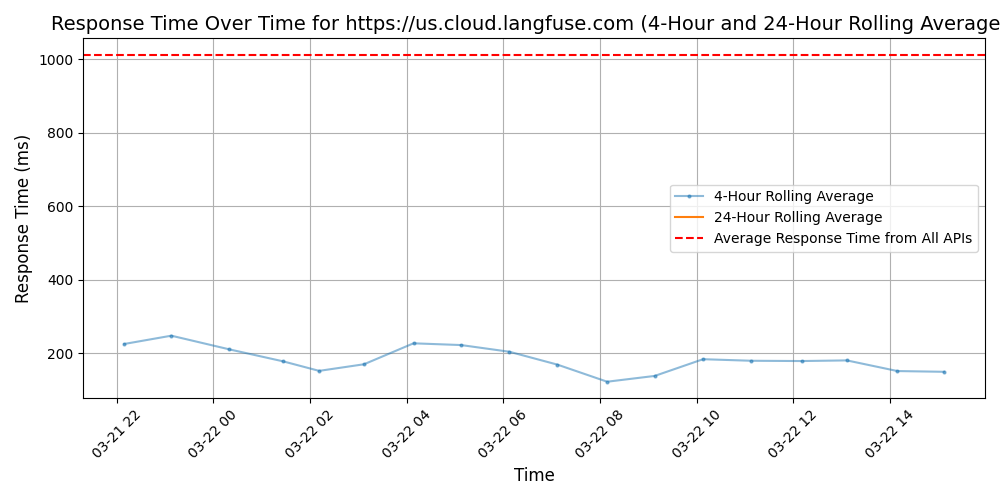 Response Time Over Time for https://us.cloud.langfuse.com (4-Hour and 24-Hour Rolling Average
Response Time (ms)
1000
800
600
400
200
4-Hour Rolling Average
24-Hour Rolling Average
Average Response Time from All APIs
03-21 22
03-22 00
03-22 02
03-22 04
03-22 06
03-22 08
03-22 10
03-22 12
03-22 14
Time